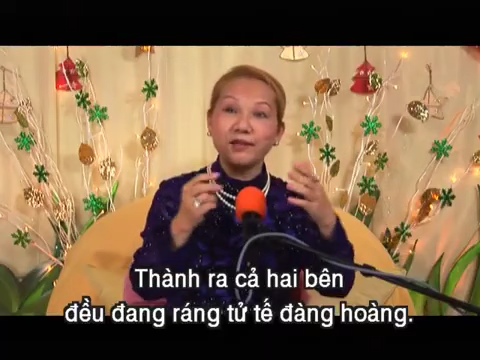 Thành ra cả hai bên
đều đang ráng tử tế đàng hoàng.